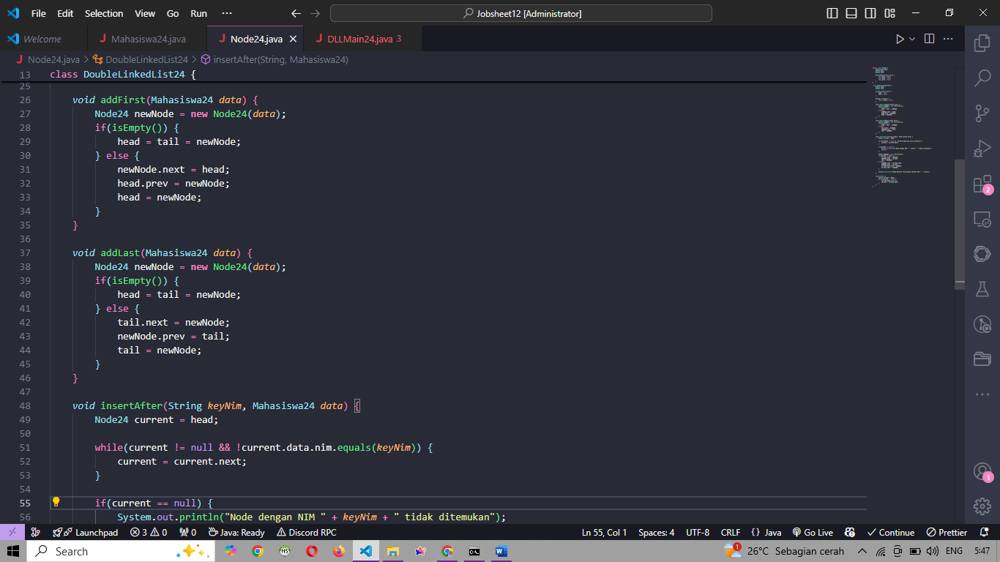 File Edit Selection View Go Run ··· Jobsheet12 [Administrator]
Welcome Mahasiswa24.java Node24.java DLLMain24.java 3
Node24.java > DoubleLinkedList24 > insertAfter(String, Mahasiswa24)
13 class DoubleLinkedList24 {
25
26 void addFirst(Mahasiswa24 data) {
27 Node24 newNode = new Node24(data);
28 if(isEmpty()) {
29 head = tail = newNode;
30 } else {
31 newNode.next = head;
32 head.prev = newNode;
33 head = newNode;
34 }
35 }
36
37 void addLast(Mahasiswa24 data) {
38 Node24 newNode = new Node24(data);
39 if(isEmpty()) {
40 head = tail = newNode;
41 } else {
42 tail.next = newNode;
43 newNode.prev = tail;
44 tail = newNode;
45 }
46 }
47
48 void insertAfter(String keyNim, Mahasiswa24 data) {
49 Node24 current = head;
50
51 while(current != null && !current.data.nim.equals(keyNim)) {
52 current = current.next;
53 }
54
55 if(current == null) {
56 System.out.println("Node dengan NIM " + keyNim + " tidak ditemukan");
2
1
Launchpad 3 0 0 Java: Ready Discord RPC Ln 55, Col 1 Spaces: 4 UTF-8 CRLF {} Java Go Live Continue Prettier
Search HS 1 26°C Sebagian cerah ENG 5:47